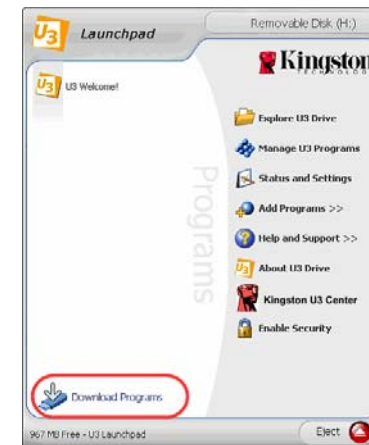 U3 Launchpad
Removable Disk (H:)
Kingston
TECHNOLOGY
U3 U3 Welcome!
Programs
Explore U3 Drive
Manage U3 Programs
Status and Settings
Add Programs >>
Help and Support >>
U3 About U3 Drive
Kingston U3 Center
Enable Security
Download Programs
967 MB Free - U3 Launchpad
Eject